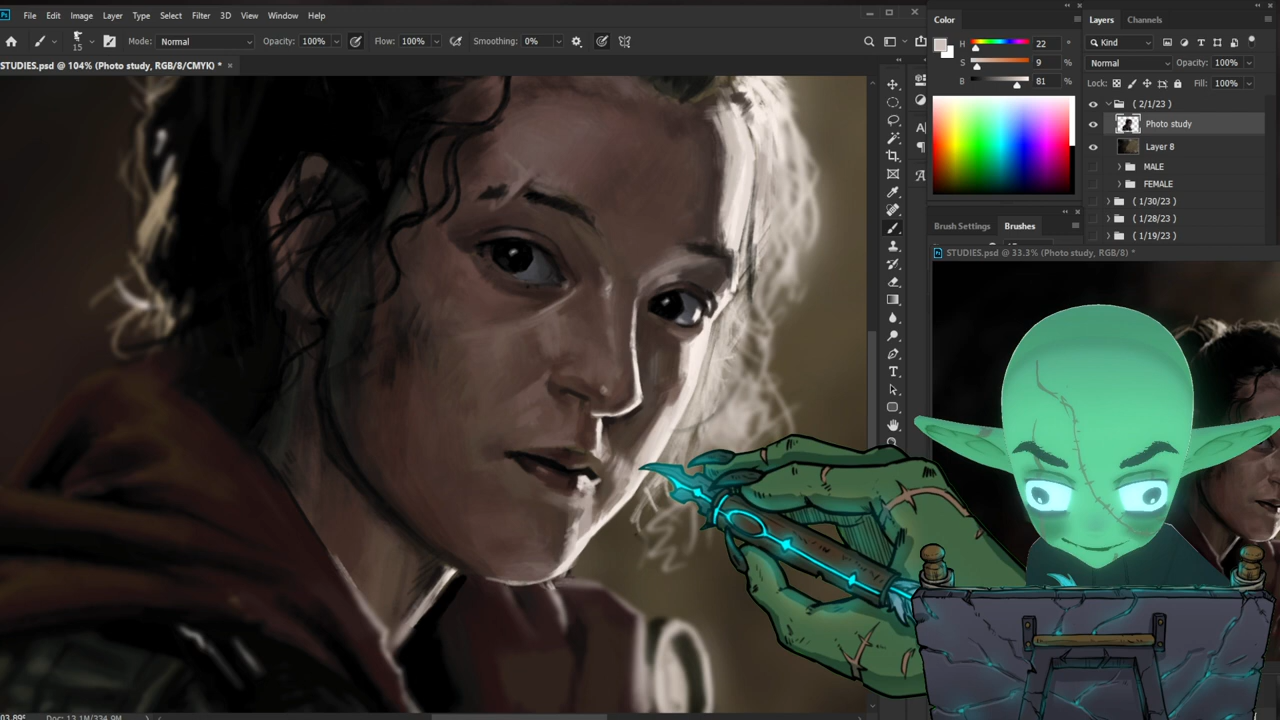 Ps File Edit Image Layer Type Select Filter 3D View Window Help
15 Mode: Normal Opacity: 100% Flow: 100% Smoothing: 0%
STUDIES.psd @ 104% (Photo study, RGB/8/CMYK) * ×
Color
H 22 °
S 9 %
B 81 %
Layers Channels
Kind
Normal Opacity: 100%
Lock: Fill: 100%
( 2/1/23 )
Photo study
Layer 8
MALE
FEMALE
( 1/30/23 )
( 1/28/23 )
( 1/19/23 )
Brush Settings Brushes
STUDIES.psd @ 33.3% (Photo study, RGB/8) *